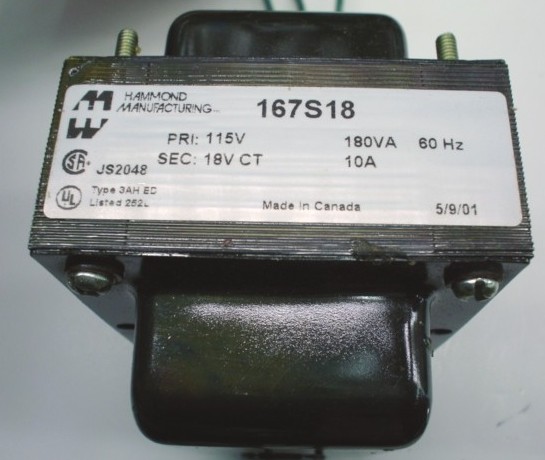 HAMMOND
MANUFACTURING
167S18
PRI: 115V 180VA 60 Hz
SEC: 18V CT 10A
JS2048
Type 3AH ED
Listed
Made in Canada 5/9/01